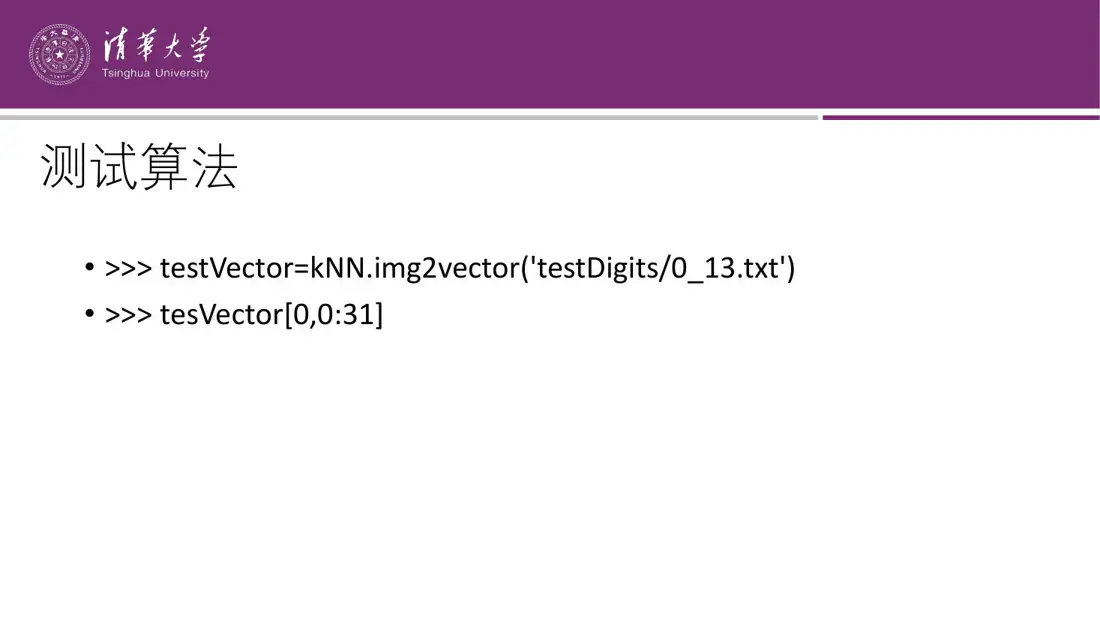 清华大学
Tsinghua University
测试算法
• >>> testVector=kNN.img2vector('testDigits/0_13.txt')
• >>> tesVector[0,0:31]